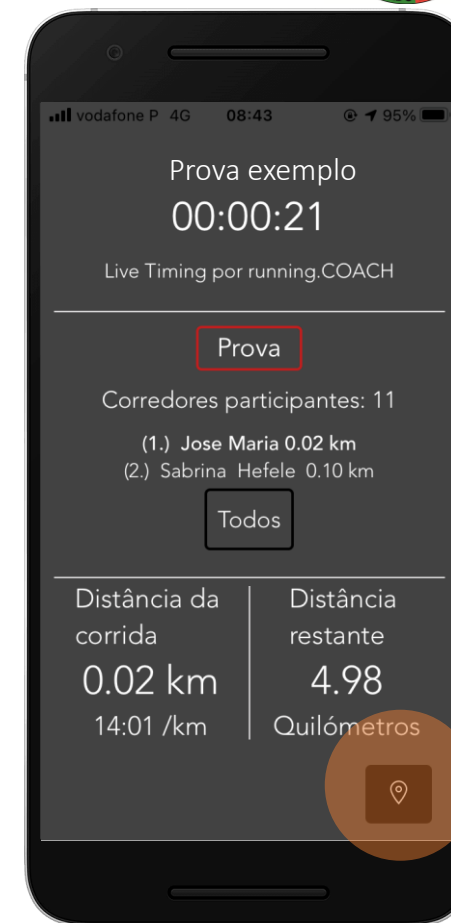 vodafone P 4G 08:43 95%
Prova exemplo
00:00:21
Live Timing por running.COACH
Prova
Corredores participantes: 11
(1.) Jose Maria 0.02 km
(2.) Sabrina Hefele 0.10 km
Todos
Distância da
corrida
0.02 km
14:01 /km
Distância
restante
4.98
Quilómetros